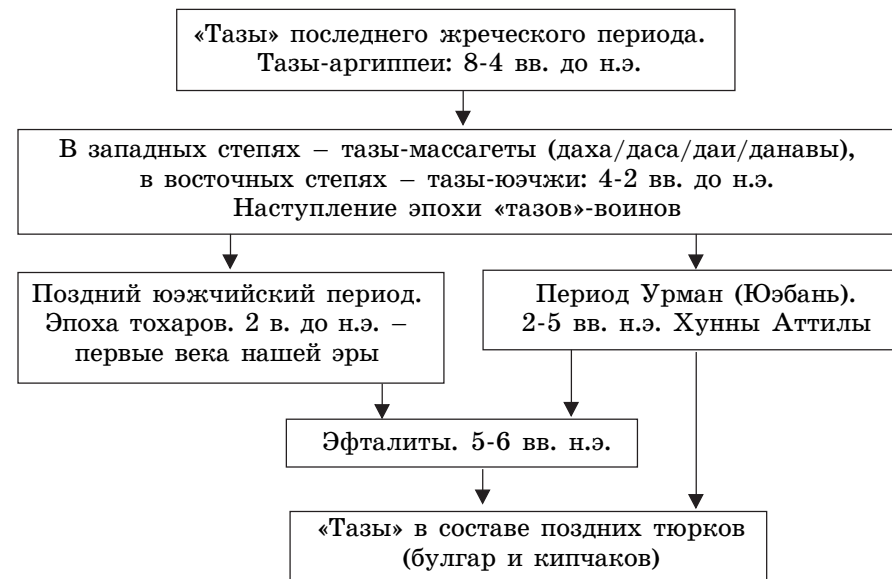 «Тазы» последнего жреческого периода.
Тазы-аргиппеи: 8-4 вв. до н.э.
В западных степях – тазы-массагеты (даха/даса/даи/данавы),
в восточных степях – тазы-юэчжи: 4-2 вв. до н.э.
Наступление эпохи «тазов»-воинов
Поздний юэжчийский период.
Эпоха тохаров. 2 в. до н.э. –
первые века нашей эры
Период Урман (Юэбань).
2-5 вв. н.э. Хунны Аттилы
Эфталиты. 5-6 вв. н.э.
«Тазы» в составе поздних тюрков
(булгар и кипчаков)